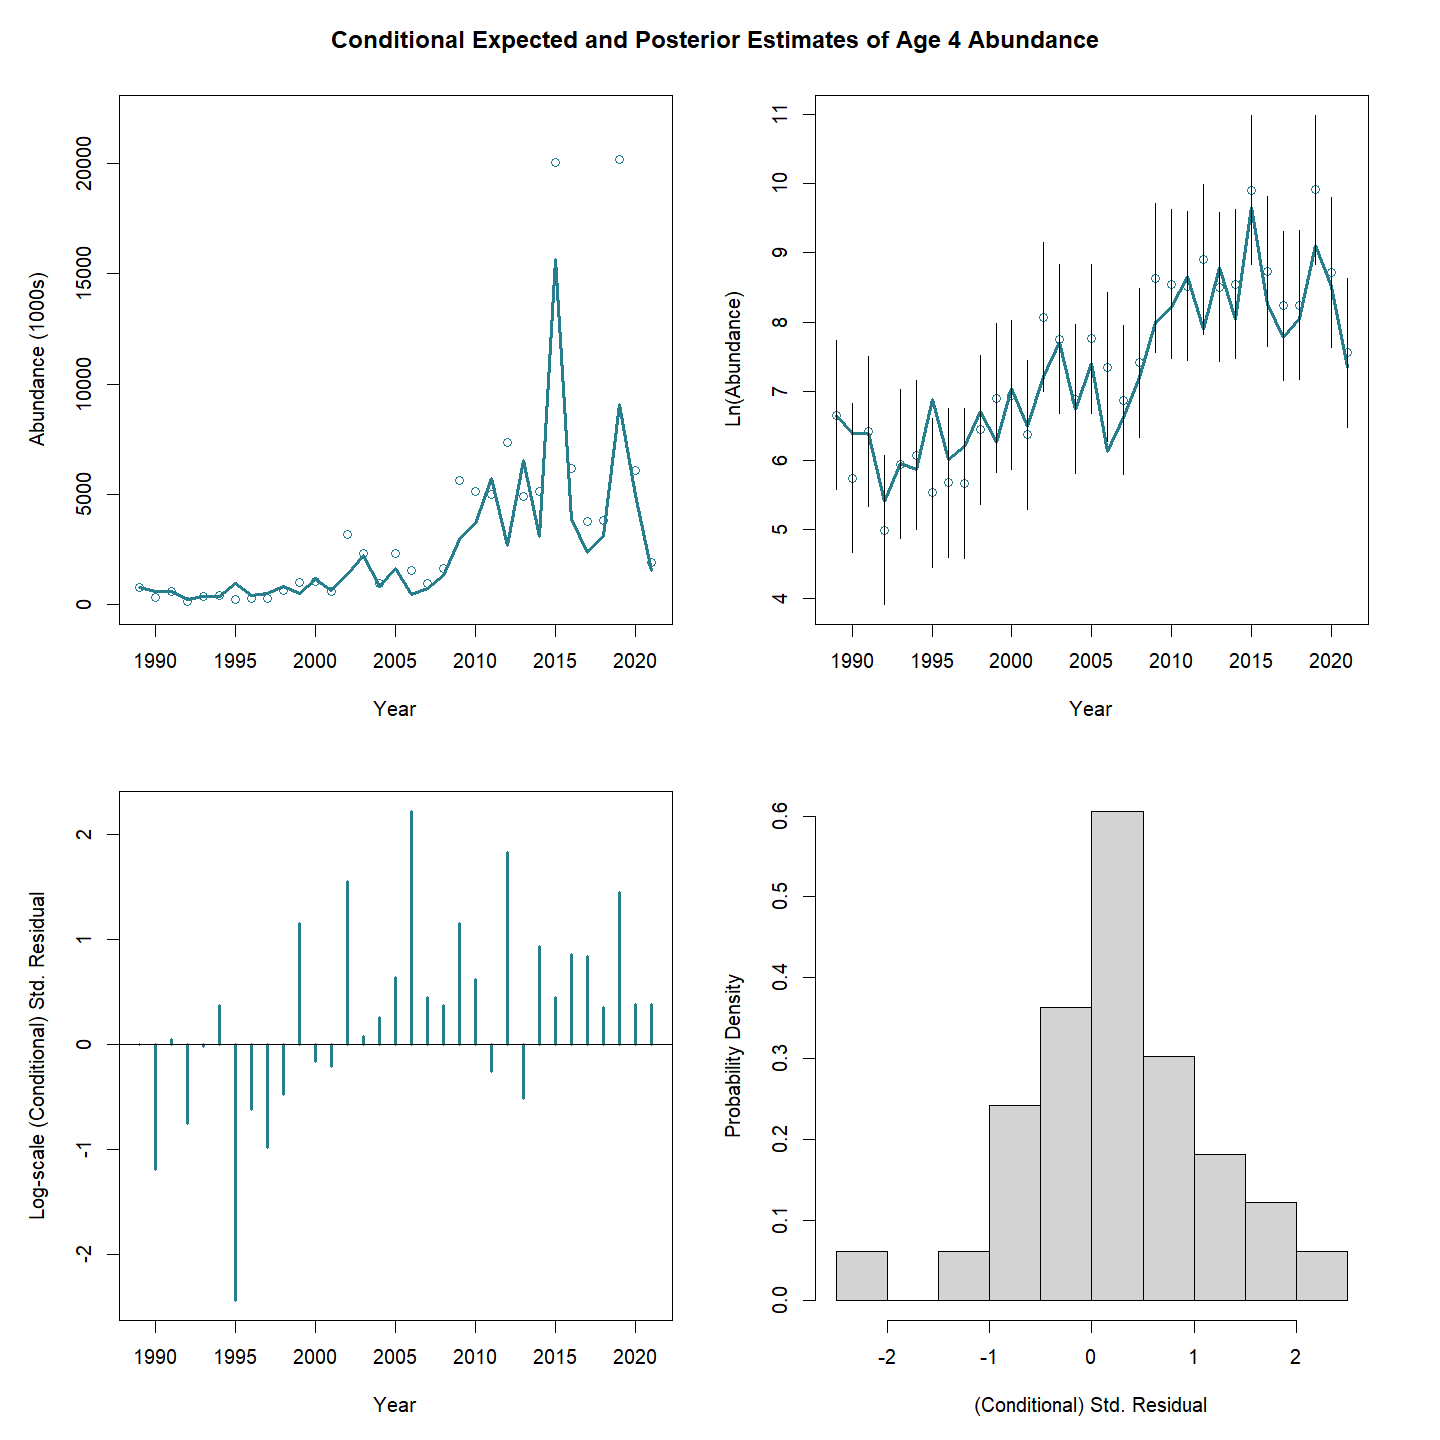 Conditional Expected and Posterior Estimates of Age 4 Abundance
Abundance (1000s)
20000
15000
10000
5000
0
1990 1995 2000 2005 2010 2015 2020
Year
Ln(Abundance)
11
10
9
8
7
6
5
4
1990 1995 2000 2005 2010 2015 2020
Year
Log-scale (Conditional) Std. Residual
2
1
0
-1
-2
1990 1995 2000 2005 2010 2015 2020
Year
Probability Density
0.6
0.5
0.4
0.3
0.2
0.1
0.0
-2 -1 0 1 2
(Conditional) Std. Residual